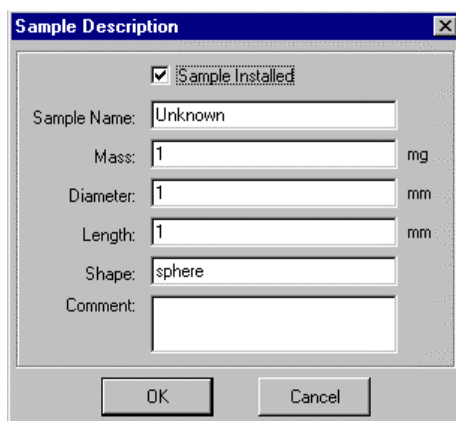 Sample Description
Sample Installed
Sample Name: Unknown
Mass: 1 mg
Diameter: 1 mm
Length: 1 mm
Shape: sphere
Comment:
OK Cancel